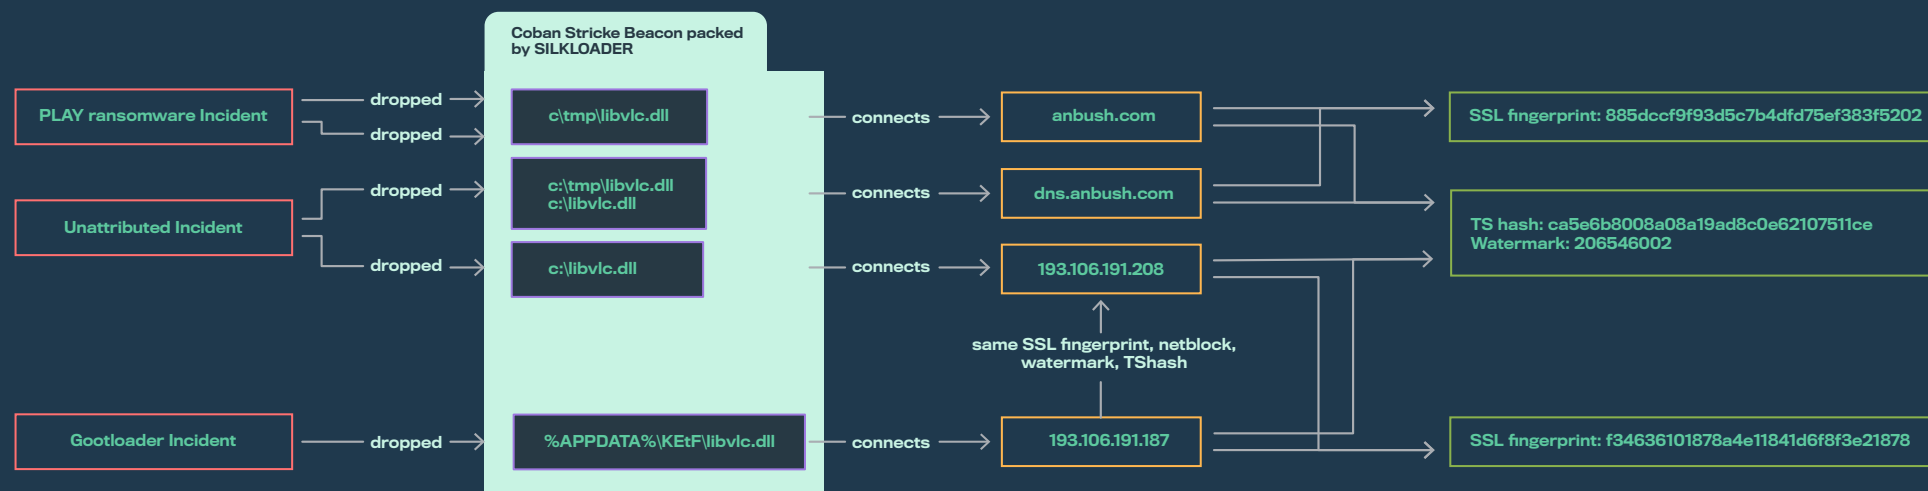 Coban Stricke Beacon packed
by SILKLOADER
PLAY ransomware Incident
dropped
dropped
c\tmp\libvlc.dll
connects
anbush.com
SSL fingerprint: 885dccf9f93d5c7b4dfd75ef383f5202
Unattributed Incident
dropped
c:\tmp\libvlc.dll
c:\libvlc.dll
connects
dns.anbush.com
TS hash: ca5e6b8008a08a19ad8c0e62107511ce
Watermark: 206546002
dropped
c:\libvlc.dll
connects
193.106.191.208
same SSL fingerprint, netblock,
watermark, TShash
Gootloader Incident
dropped
%APPDATA%\KEtF\libvlc.dll
connects
193.106.191.187
SSL fingerprint: f34636101878a4e11841d6f8f3e21878